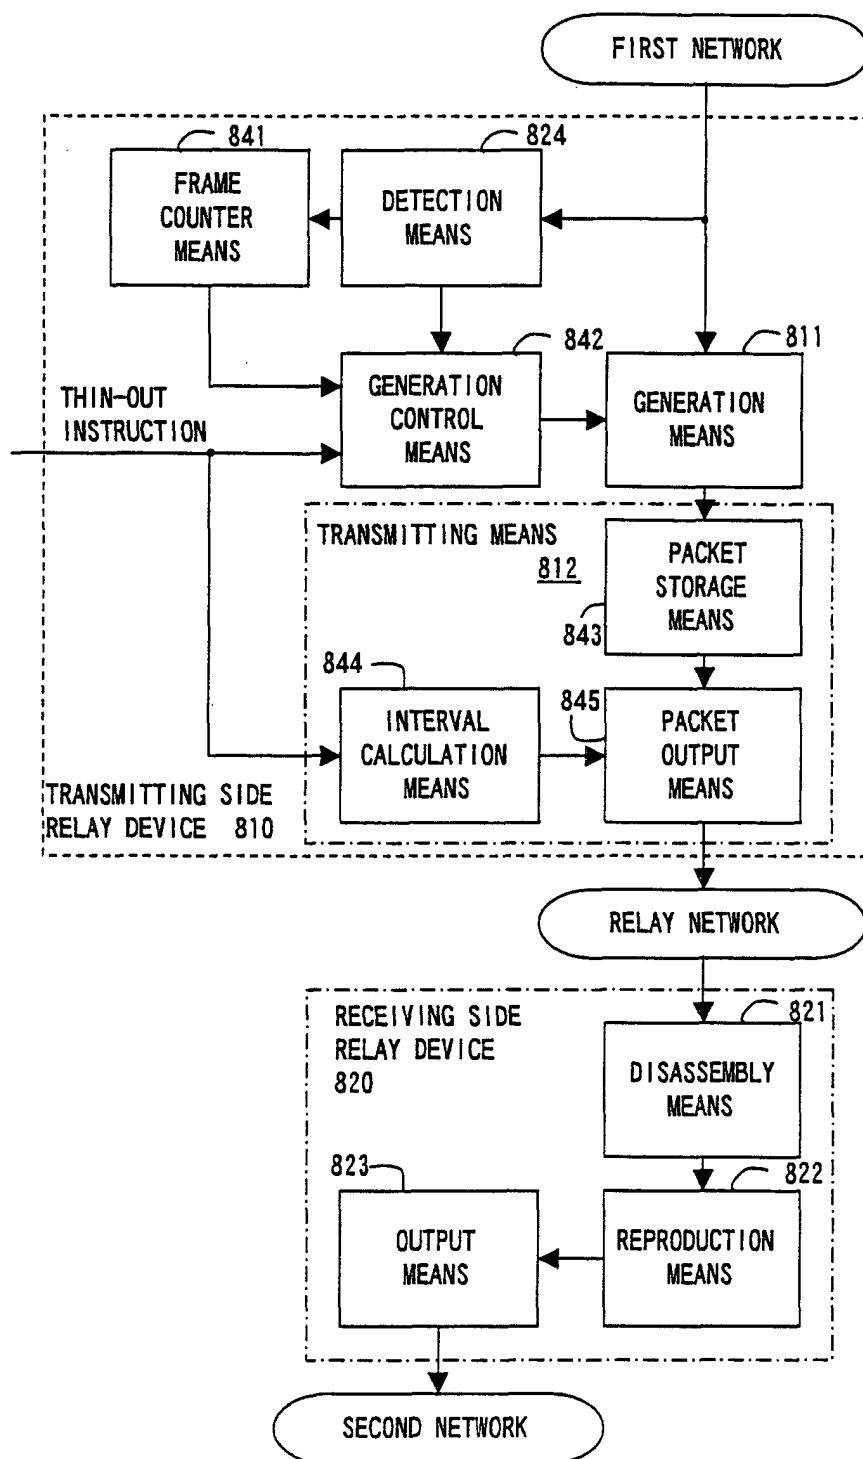 FIRST NETWORK
841
824
FRAME
COUNTER
MEANS
DETECTION
MEANS
842
811
THIN-OUT
INSTRUCTION
GENERATION
CONTROL
MEANS
GENERATION
MEANS
TRANSMITTING MEANS
812
PACKET
STORAGE
MEANS
843
844
845
INTERVAL
CALCULATION
MEANS
PACKET
OUTPUT
MEANS
TRANSMITTING SIDE
RELAY DEVICE 810
RELAY NETWORK
RECEIVING SIDE
RELAY DEVICE
820
821
DISASSEMBLY
MEANS
823
822
OUTPUT
MEANS
REPRODUCTION
MEANS
SECOND NETWORK